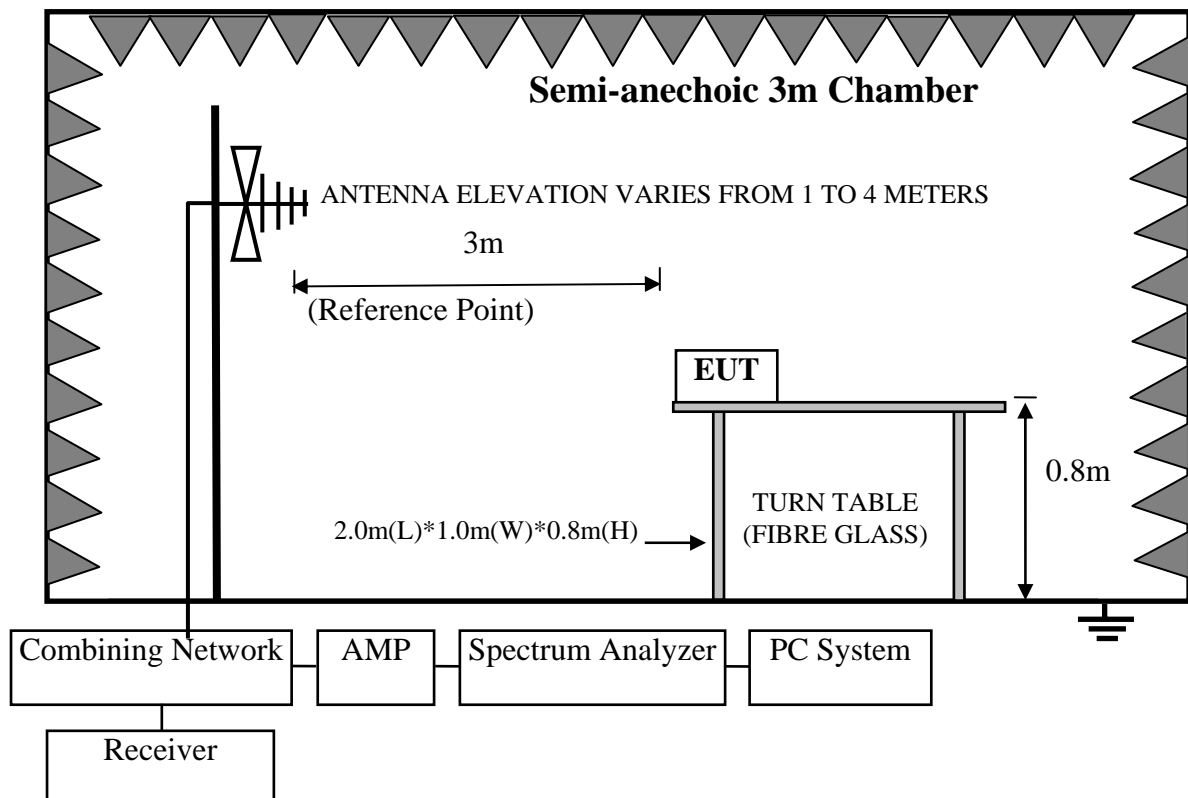 Semi-anechoic 3m Chamber
ANTENNA ELEVATION VARIES FROM 1 TO 4 METERS
3m
(Reference Point)
EUT
0.8m
TURN TABLE
(FIBRE GLASS)
2.0m(L)*1.0m(W)*0.8m(H)
Combining Network
AMP
Spectrum Analyzer
PC System
Receiver